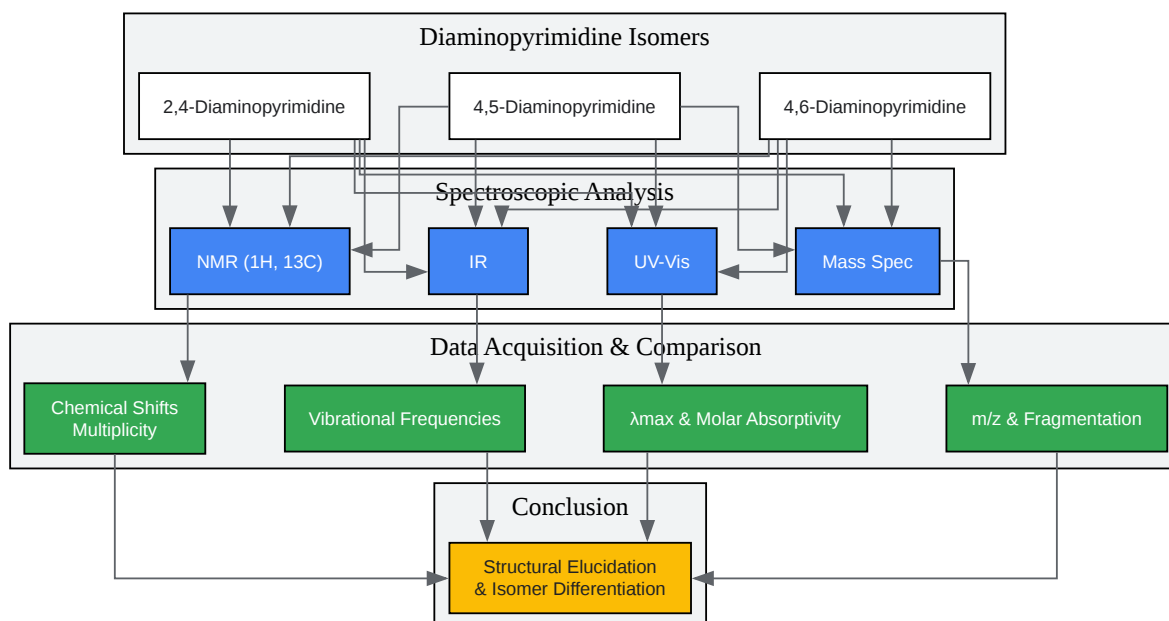 Diaminopyrimidine Isomers
2,4-Diaminopyrimidine
4,5-Diaminopyrimidine
4,6-Diaminopyrimidine
Spectroscopic Analysis
NMR (1H, 13C)
IR
UV-Vis
Mass Spec
Data Acquisition & Comparison
Chemical Shifts
Multiplicity
Vibrational Frequencies
λmax & Molar Absorptivity
m/z & Fragmentation
Conclusion
Structural Elucidation
& Isomer Differentiation